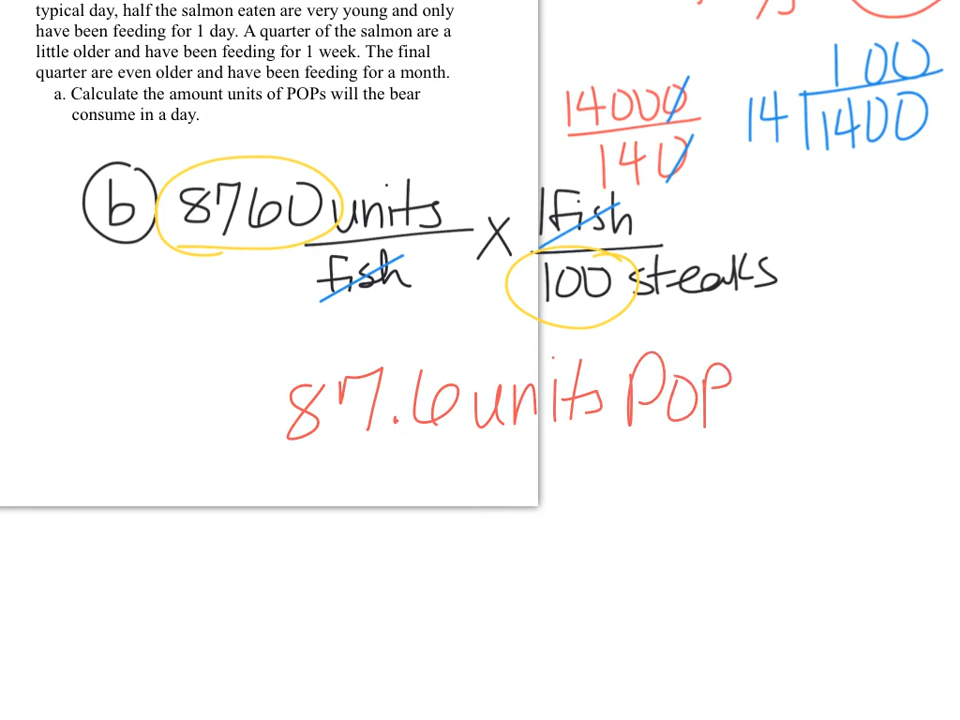 typical day, half the salmon eaten are very young and only
have been feeding for 1 day. A quarter of the salmon are a
little older and have been feeding for 1 week. The final
quarter are even older and have been feeding for a month.
a. Calculate the amount units of POPs will the bear
consume in a day.
14000
140
100
14 1400
b 8760 units
fish
X
1 Fish
100 steaks
87.6 units POP